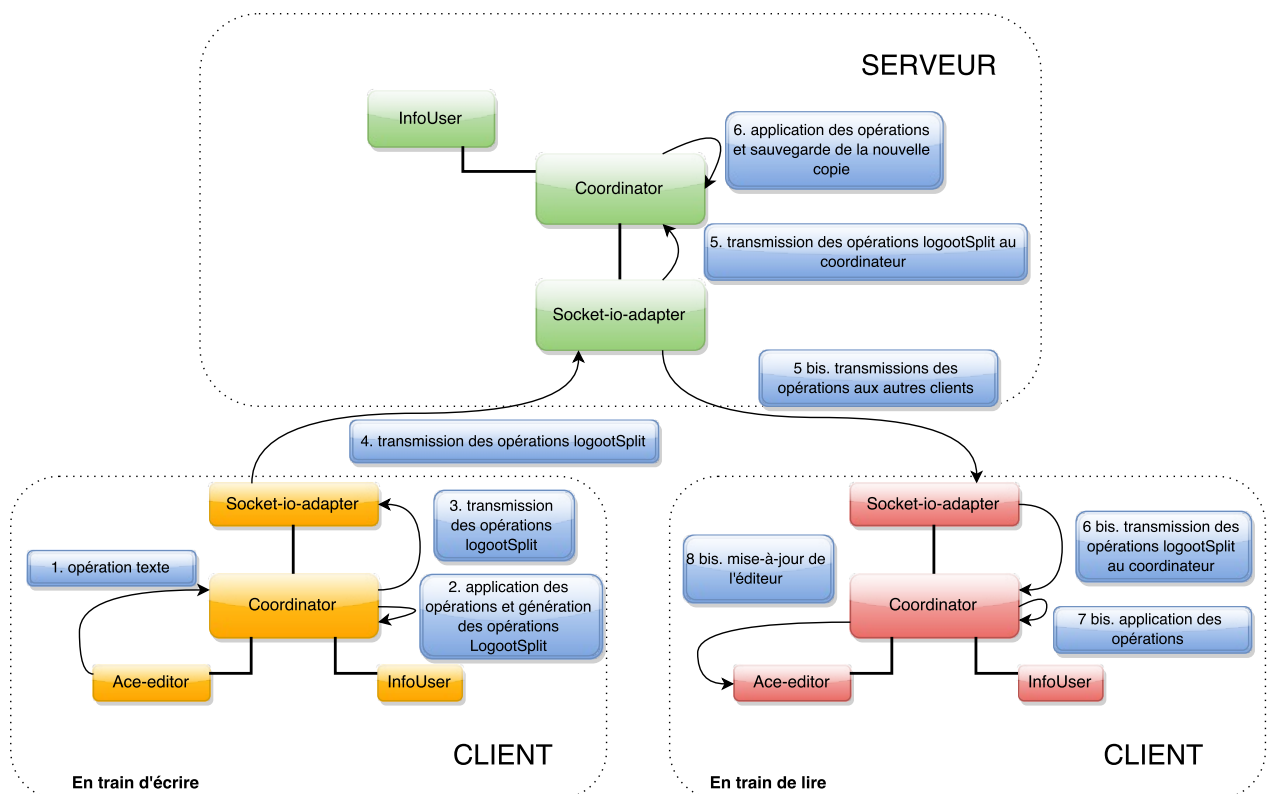 SERVEUR
InfoUser
6. application des opérations
et sauvegarde de la nouvelle
copie
Coordinator
5. transmission des opérations logootSplit au
coordinateur
Socket-io-adapter
5 bis. transmissions des
opérations aux autres clients
4. transmission des opérations logootSplit
Socket-io-adapter
3. transmission
des opérations
logootSplit
1. opération texte
Coordinator
2. application des
opérations et génération
des opérations
LogootSplit
Ace-editor
InfoUser
CLIENT
En train d'écrire
Socket-io-adapter
6 bis. transmission des
opérations logootSplit
au coordinateur
8 bis. mise-à-jour de
l'éditeur
Coordinator
7 bis. application des
opérations
Ace-editor
InfoUser
CLIENT
En train de lire